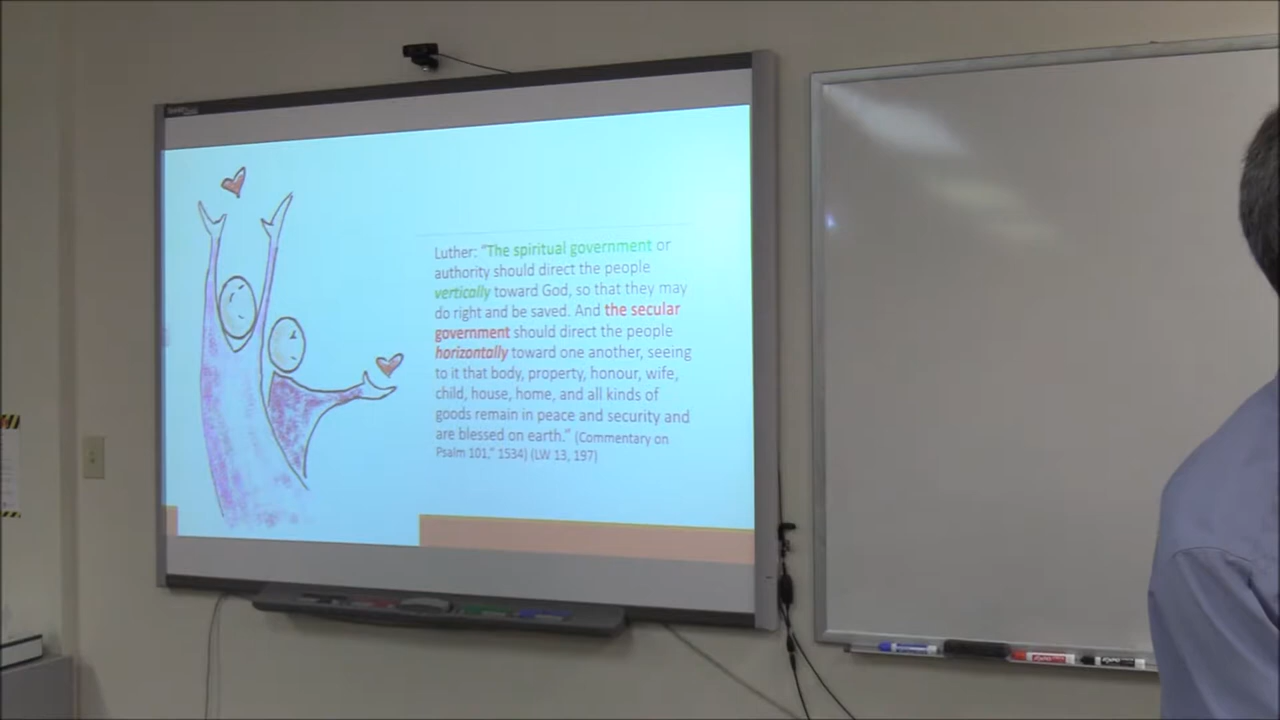 Luther: “The spiritual government or
authority should direct the people
vertically toward God, so that they may
do right and be saved. And the secular
government should direct the people
horizontally toward one another, seeing
to it that body, property, honour, wife,
child, house, home, and all kinds of
goods remain in peace and security and
are blessed on earth.” (Commentary on
Psalm 101,” 1534) (LW 13, 197)